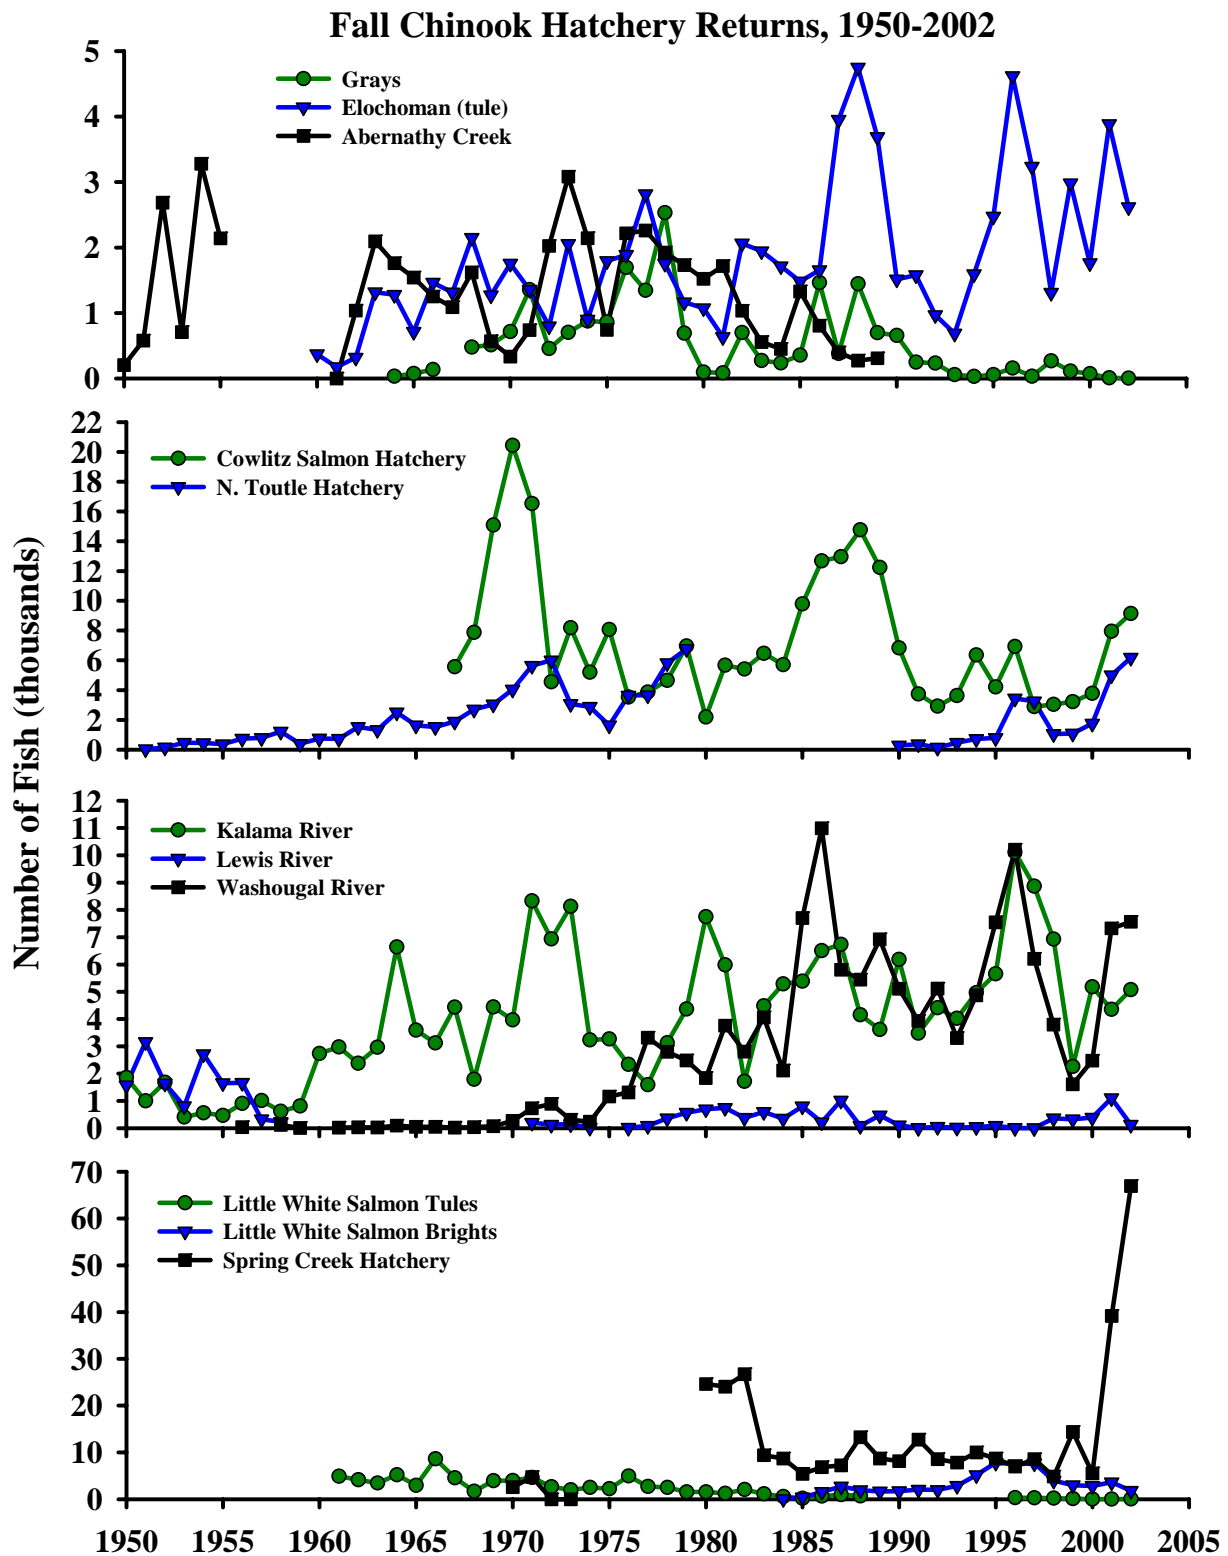 Fall Chinook Hatchery Returns, 1950-2002
Number of Fish (thousands)
5
4
3
2
1
0
Grays
Elochoman (tule)
Abernathy Creek
22
20
18
16
14
12
10
8
6
4
2
0
Cowlitz Salmon Hatchery
N. Toutle Hatchery
12
11
10
9
8
7
6
5
4
3
2
1
0
Kalama River
Lewis River
Washougal River
70
60
50
40
30
20
10
0
Little White Salmon Tules
Little White Salmon Brights
Spring Creek Hatchery
1950 1955 1960 1965 1970 1975 1980 1985 1990 1995 2000 2005